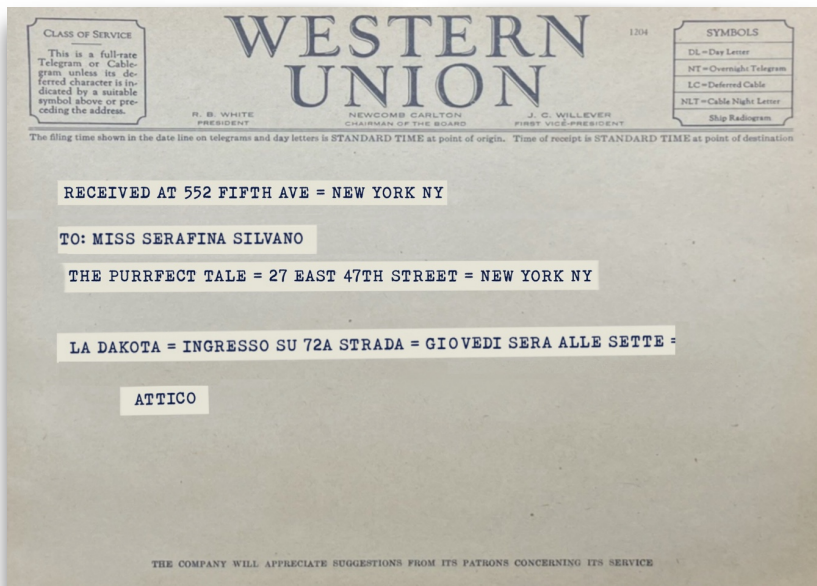 CLASS OF SERVICE
This is a full-rate
Telegram or Cable-
gram unless its de-
ferred character is in-
dicated by a suitable
symbol above or pre-
ceding the address.
WESTERN
UNION
1204
SYMBOLS
DL=Day Letter
NT=Overnight Telegram
LC=Deferred Cable
NLT=Cable Night Letter
Ship Radiogram
R. B. WHITE
PRESIDENT
NEWCOMB CARLTON
CHAIRMAN OF THE BOARD
J. C. WILLEVER
FIRST VICE-PRESIDENT
The filing time shown in the date line on telegrams and day letters is STANDARD TIME at point of origin. Time of receipt is STANDARD TIME at point of destination
RECEIVED AT 552 FIFTH AVE = NEW YORK NY
TO: MISS SERAFINA SILVANO
THE PURRFECT TALE = 27 EAST 47TH STREET = NEW YORK NY
LA DAKOTA = INGRESSO SU 72A STRADA = GIOVEDI SERA ALLE SETTE =
ATTICO
THE COMPANY WILL APPRECIATE SUGGESTIONS FROM ITS PATRONS CONCERNING ITS SERVICE